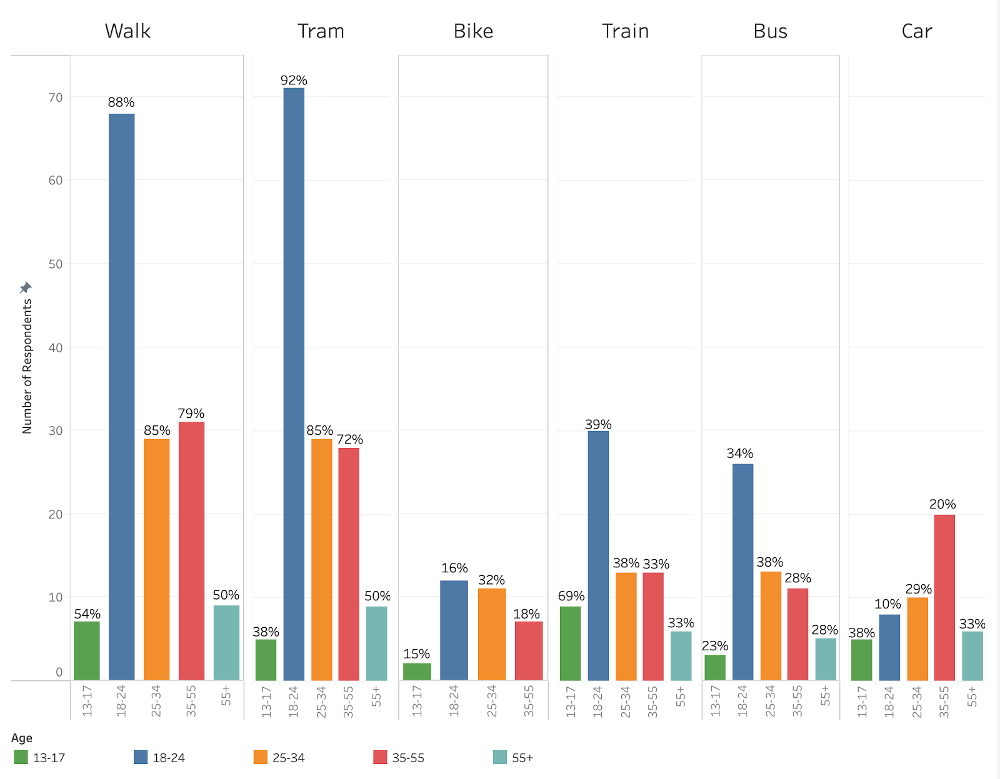 Walk Tram Bike Train Bus Car
92%
70
88%
60
50
40
Number of Respondents
30
85% 79%
85% 72%
39%
34%
20
20%
16% 32% 18%
69% 38% 33% 33%
38% 28% 28%
10% 29% 33%
10
54% 50%
38% 50%
15%
23%
38%
0
13-17 18-24 25-34 35-55 55+
13-17 18-24 25-34 35-55 55+
13-17 18-24 25-34 35-55
13-17 18-24 25-34 35-55 55+
13-17 18-24 25-34 35-55 55+
13-17 18-24 25-34 35-55 55+
Age
13-17 18-24 25-34 35-55 55+